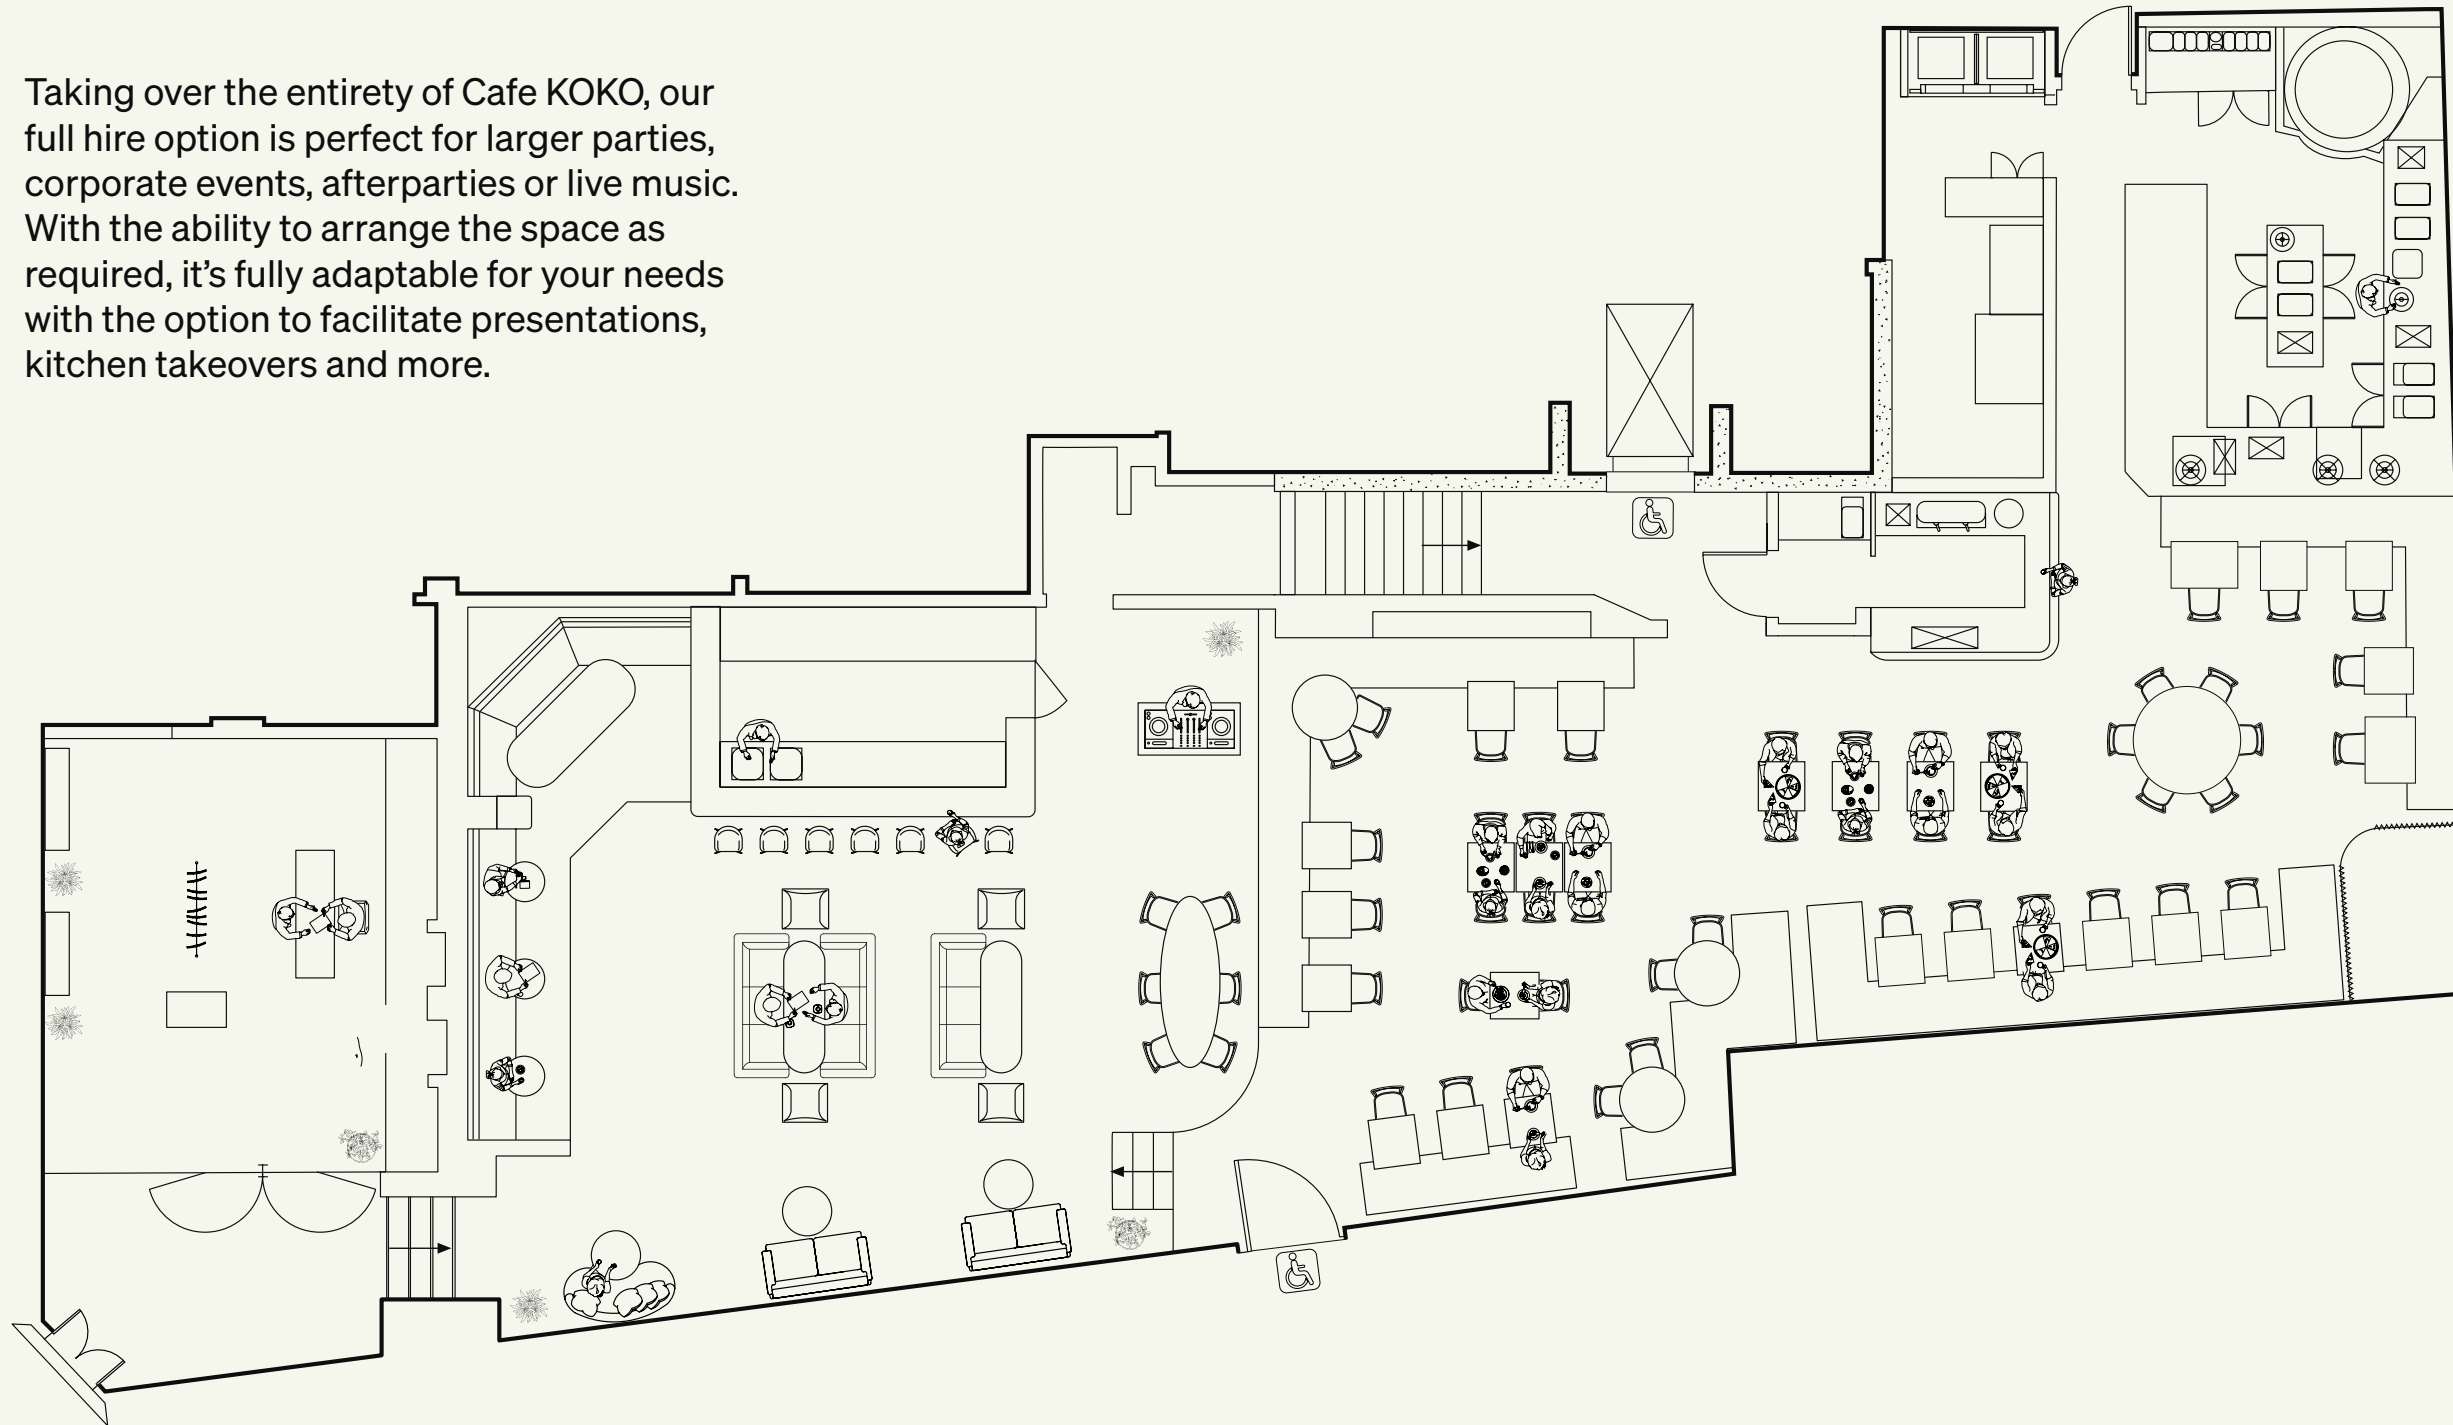 Taking over the entirety of Cafe KOKO, our
full hire option is perfect for larger parties,
corporate events, afterparties or live music.
With the ability to arrange the space as
required, it’s fully adaptable for your needs
with the option to facilitate presentations,
kitchen takeovers and more.